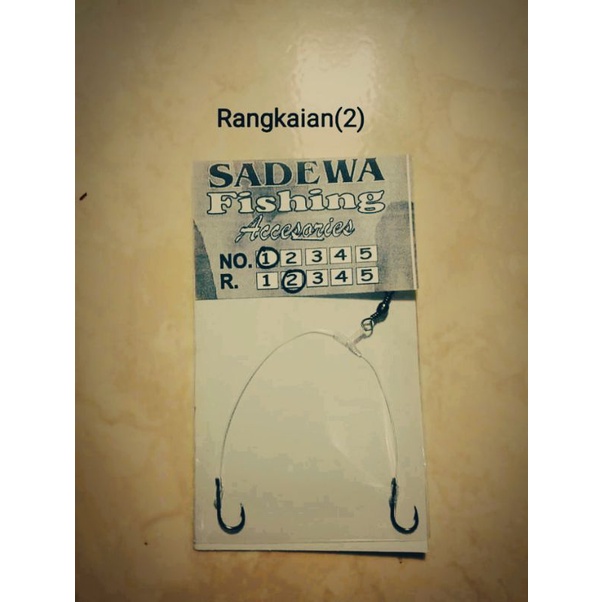 Rangkaian(2)
SADEWA
Fishing
Accesories
NO. 1 2 3 4 5
R. 1 2 3 4 5